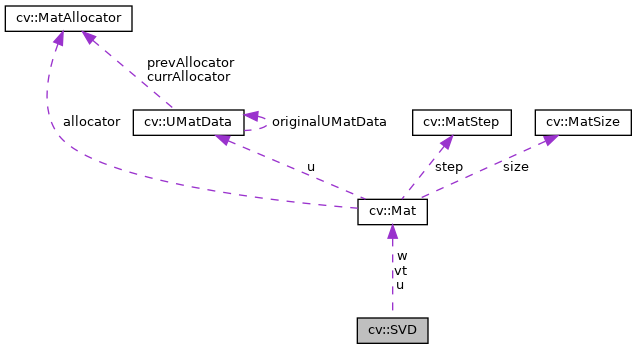 cv::MatAllocator
prevAllocator
currAllocator
allocator
cv::UMatData
originalUMatData
cv::MatStep
cv::MatSize
u
step
size
cv::Mat
w
vt
u
cv::SVD